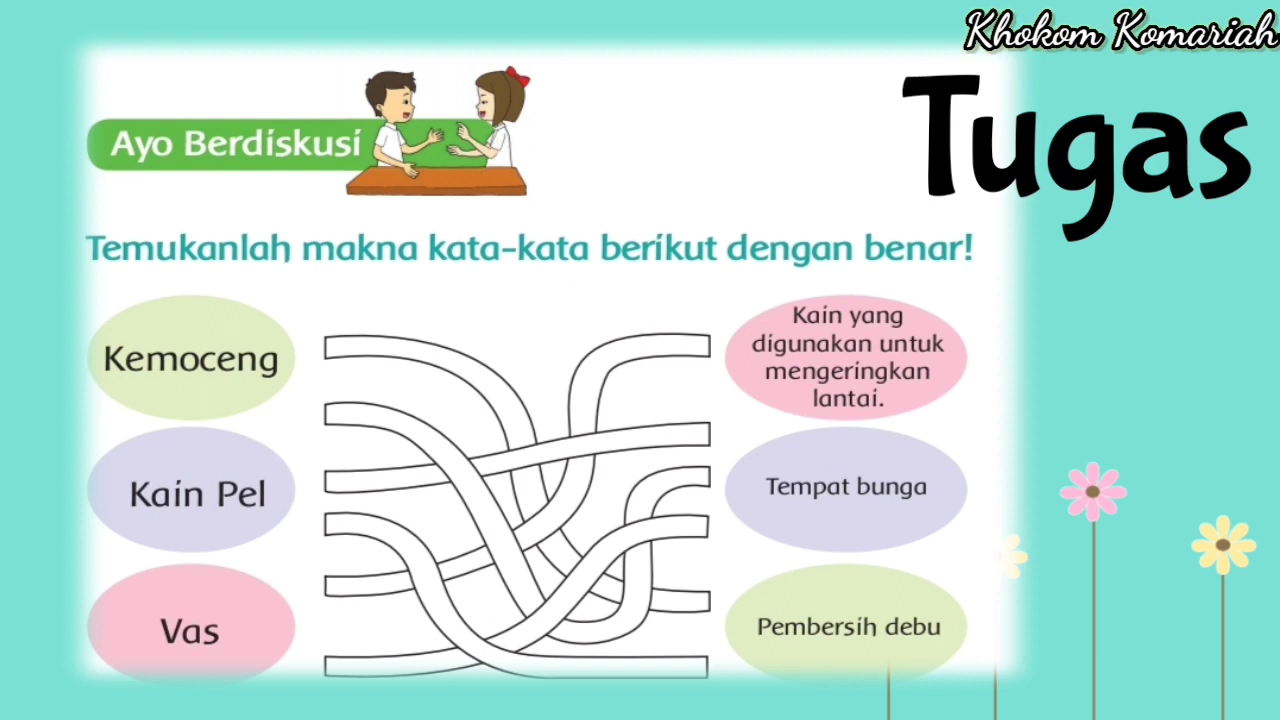 Khokom Komariah
Tugas
Ayo Berdiskusi
Temukanlah makna kata-kata berikut dengan benar!
Kemoceng
Kain Pel
Vas
Kain yang
digunakan untuk
mengeringkan
lantai.
Tempat bunga
Pembersih debu